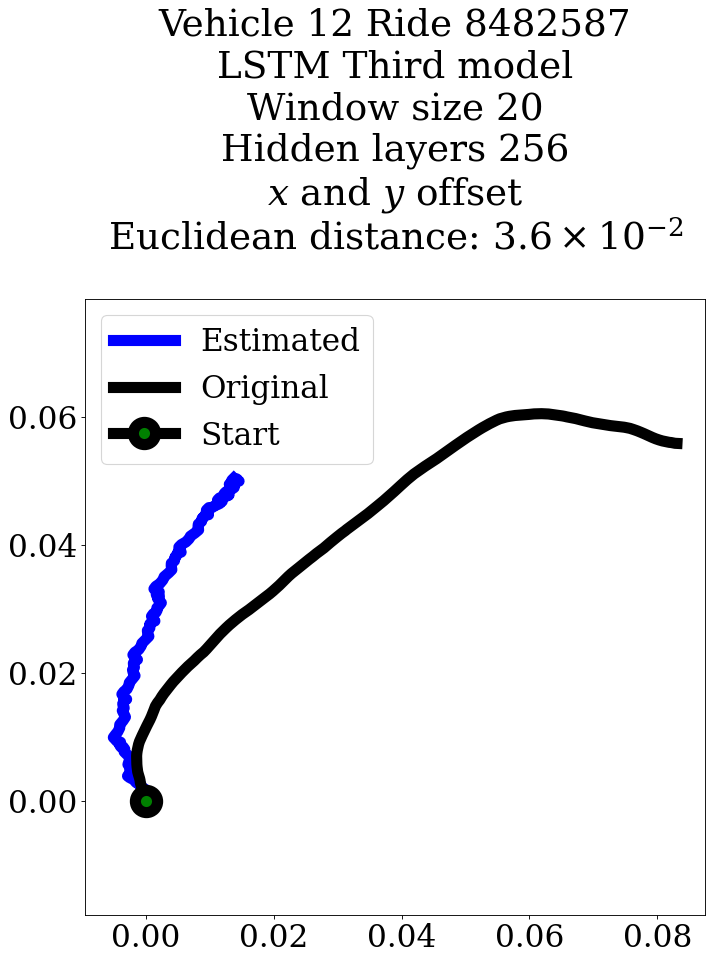 Vehicle 12 Ride 8482587
LSTM Third model
Window size 20
Hidden layers 256
x and y offset
Euclidean distance: 3.6 × 10⁻²
Estimated
Original
Start
0.06
0.04
0.02
0.00
0.00 0.02 0.04 0.06 0.08